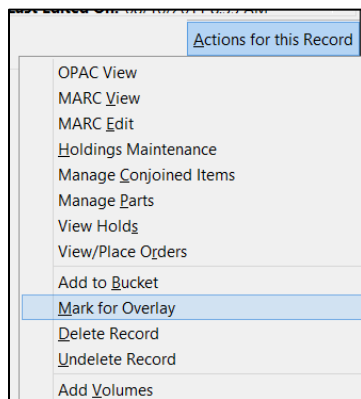 Actions for this Record
OPAC View
MARC View
MARC Edit
Holdings Maintenance
Manage Conjoined Items
Manage Parts
View Holds
View/Place Orders
Add to Bucket
Mark for Overlay
Delete Record
Undelete Record
Add Volumes